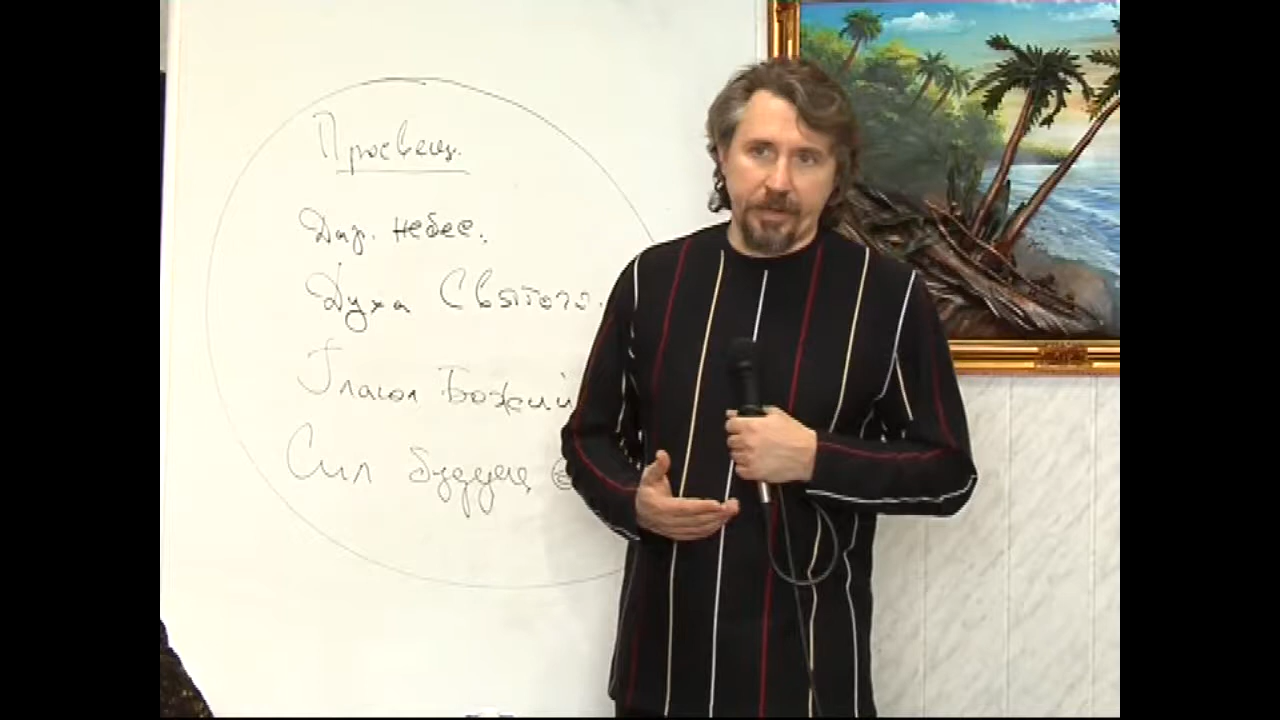 Просвещ.
Дар. небес.
Духа Святого.
Глагол Божий
Сил будущ